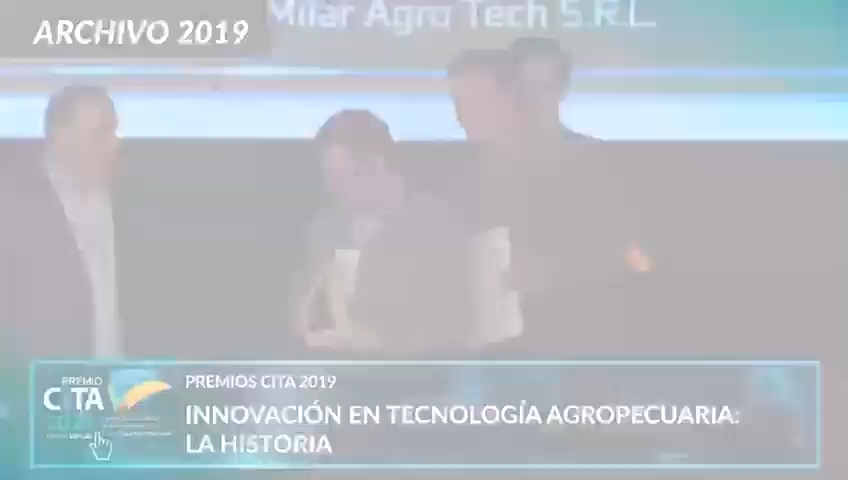 Milar Agro Tech S.R.L.
ARCHIVO 2019
PREMIO
CITA
PREMIOS CITA 2019
INNOVACIÓN EN TECNOLOGÍA AGROPECUARIA:
LA HISTORIA